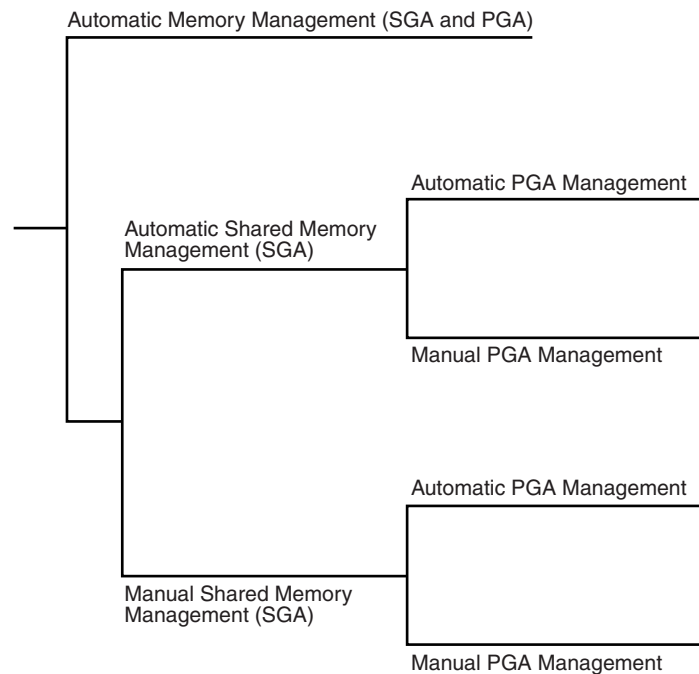 Automatic Memory Management (SGA and PGA)
Automatic PGA Management
Automatic Shared Memory
Management (SGA)
Manual PGA Management
Automatic PGA Management
Manual Shared Memory
Management (SGA)
Manual PGA Management